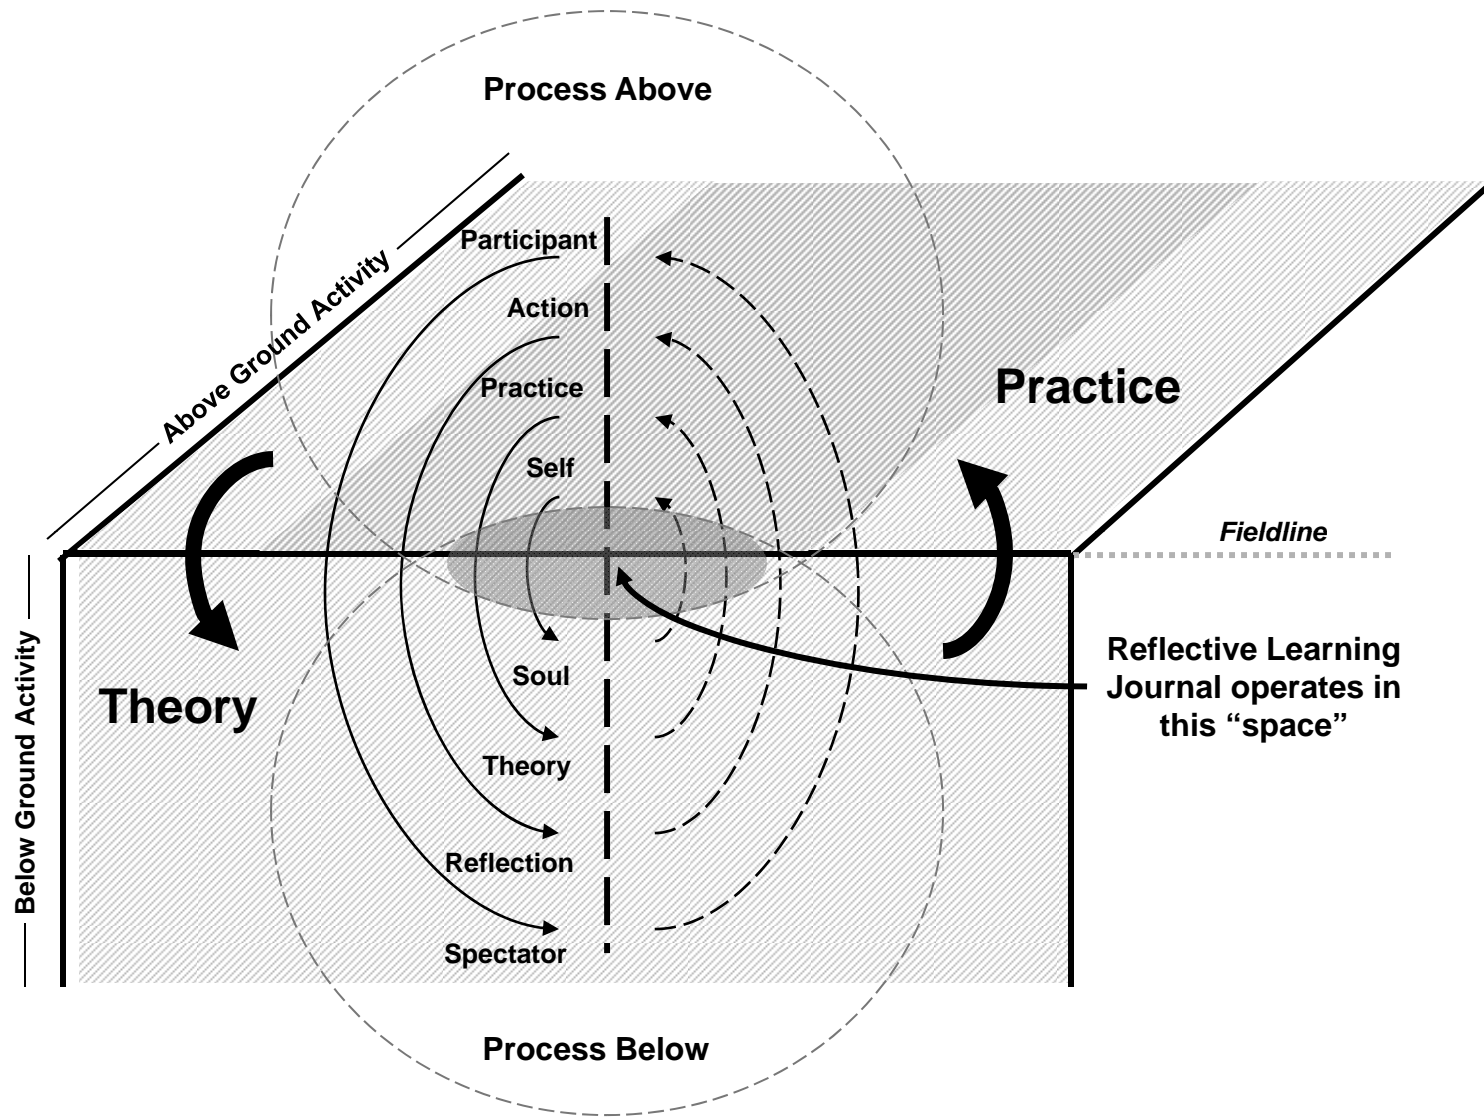 Process Above
Participant
Above Ground Activity
Action
Practice
Practice
Self
Fieldline
Below Ground Activity
Reflective Learning
Journal operates in
this “space”
Soul
Theory
Theory
Reflection
Spectator
Process Below